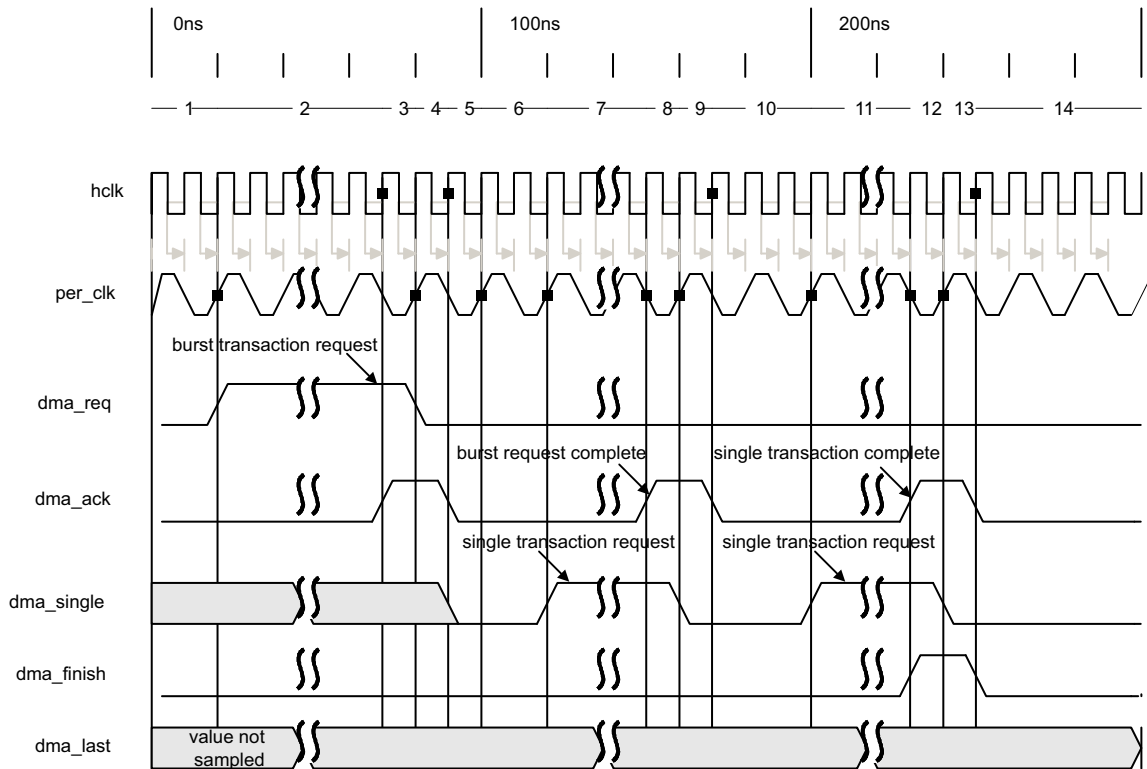 0ns 100ns 200ns
1 2 3 4 5 6 7 8 9 10 11 12 13 14
hclk
per_clk
burst transaction request
dma_req
burst request complete single transaction complete
dma_ack
single transaction request single transaction request
dma_single
dma_finish
value not
sampled
dma_last